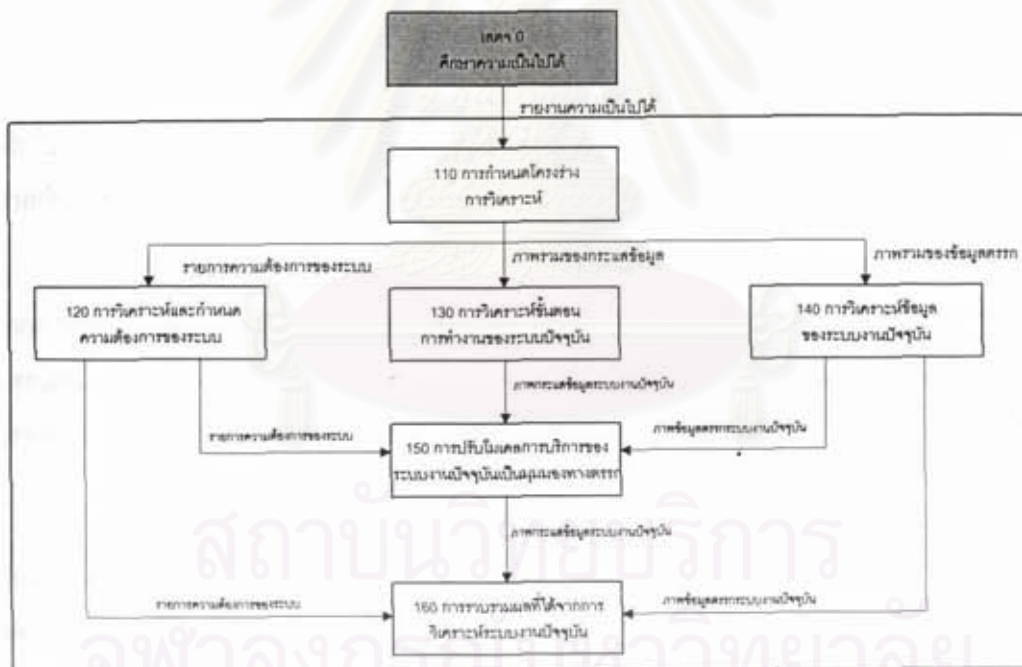 เสตจ 0
ศึกษาความเป็นไปได้
รายงานความเป็นไปได้
110 การกำหนดโครงร่าง
การวิเคราะห์
รายการความต้องการของระบบ
ภาพรวมของกระแสข้อมูล
ภาพรวมของข้อมูลตรรก
120 การวิเคราะห์และกำหนด
ความต้องการของระบบ
130 การวิเคราะห์ขั้นตอน
การทำงานของระบบปัจจุบัน
140 การวิเคราะห์ข้อมูล
ของระบบงานปัจจุบัน
ภาพกระแสข้อมูลระบบงานปัจจุบัน
รายการความต้องการของระบบ
ภาพข้อมูลตรรกระบบงานปัจจุบัน
150 การปรับโมเดลการบริการของ
ระบบงานปัจจุบันเป็นมุมมองทางตรรก
ภาพกระแสข้อมูลระบบงานปัจจุบัน
รายการความต้องการของระบบ
ภาพข้อมูลตรรกระบบงานปัจจุบัน
160 การรวบรวมผลที่ได้จากการ
วิเคราะห์ระบบงานปัจจุบัน
สถาบันวิทยบริการ
จุฬาลงกรณ์มหาวิทยาลัย